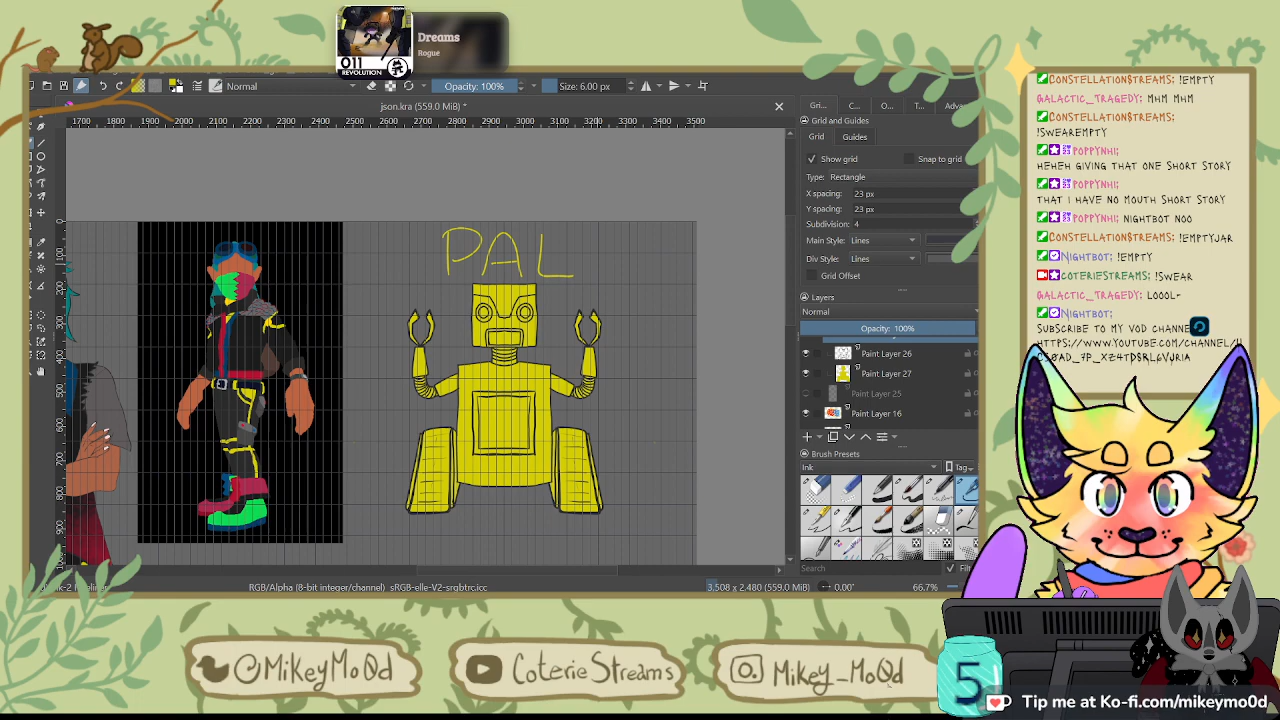 011
REVOLUTION
Dreams
Rogue
Normal
Opacity: 100%
Size: 6.00 px
json.kra (559.0 MiB) *
1700 1800 1900 2000 2100 2200 2300 2400 2500 2600 2700 2800 2900 3000 3100 3200 3300 3400 3500
PAL
Gri... C... O... T... Advan
Grid and Guides
Grid Guides
Show grid Snap to grid
Type: Rectangle
X spacing: 23 px
Y spacing: 23 px
Subdivision: 4
Main Style: Lines
Div Style: Lines
Grid Offset
Layers
Normal
Opacity: 100%
Paint Layer 26
Paint Layer 27
Paint Layer 25
Paint Layer 16
Brush Presets
Ink Tag
Search
RGB/Alpha (8-bit integer/channel) sRGB-elle-V2-srgbtrc.icc
3,508 x 2,480 (559.0 MiB)
0.00°
66.7%
CONSTELLATIONSTREAMS: !EMPTY
GALACTIC_TRAGEDY: MHM MHM
CONSTELLATIONSTREAMS:
!SWEAREMPTY
POPPYNHI:
HEHEH GIVING THAT ONE SHORT STORY
POPPYNHI:
THAT I HAVE NO MOUTH SHORT STORY
POPPYNHI: NIGHTBOT NOO
CONSTELLATIONSTREAMS: !EMPTYJAR
NIGHTBOT: !EMPTY
COTERIESTREAMS: !SWEAR
GALACTIC_TRAGEDY: LOOOL-
NIGHTBOT:
SUBSCRIBE TO MY VOD CHANNE
@MikeyMo0d
CoterieStreams
Mikey_Mo0d
5
Tip me at Ko-fi.com/mikeymo0d